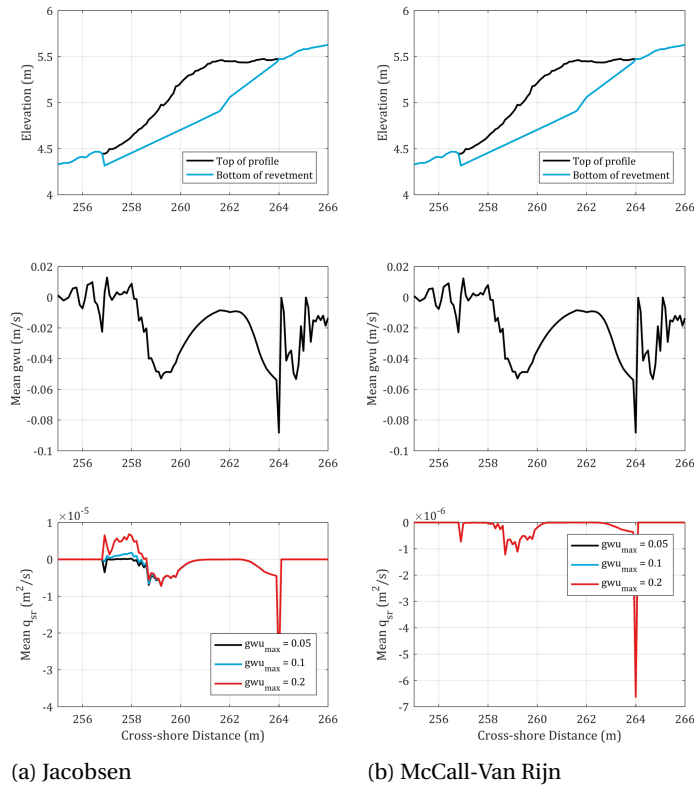 6
5.5
5
4.5
4
Elevation (m)
Top of profile
Bottom of revetment
256 258 260 262 264 266
6
5.5
5
4.5
4
Elevation (m)
Top of profile
Bottom of revetment
256 258 260 262 264 266
0.02
0
-0.02
-0.04
-0.06
-0.08
-0.1
Mean gwu (m/s)
256 258 260 262 264 266
0.02
0
-0.02
-0.04
-0.06
-0.08
-0.1
Mean gwu (m/s)
256 258 260 262 264 266
×10⁻⁵
1
0
-1
-2
-3
-4
Mean q_sr (m²/s)
gwu_max = 0.05
gwu_max = 0.1
gwu_max = 0.2
256 258 260 262 264 266
Cross-shore Distance (m)
×10⁻⁶
0
-1
-2
-3
-4
-5
-6
-7
Mean q_sr (m²/s)
gwu_max = 0.05
gwu_max = 0.1
gwu_max = 0.2
256 258 260 262 264 266
Cross-shore Distance (m)
(a) Jacobsen
(b) McCall-Van Rijn